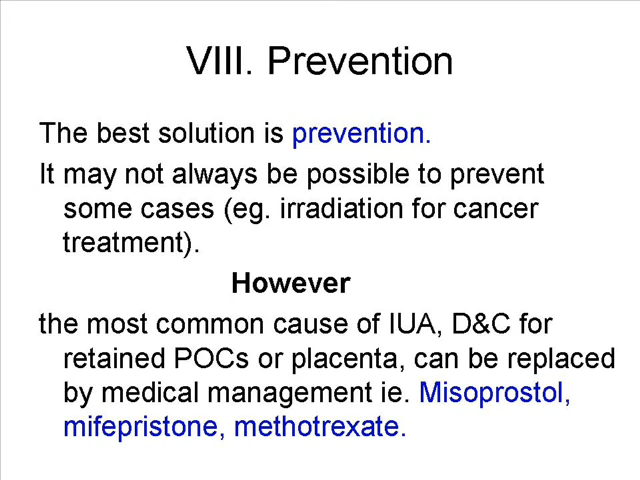 VIII. Prevention
The best solution is prevention.
It may not always be possible to prevent
some cases (eg. irradiation for cancer
treatment).
However
the most common cause of IUA, D&C for
retained POCs or placenta, can be replaced
by medical management ie. Misoprostol,
mifepristone, methotrexate.